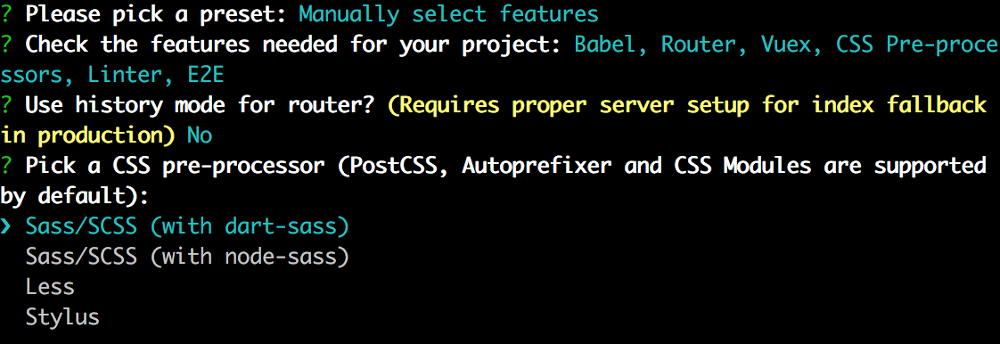 ? Please pick a preset: Manually select features
? Check the features needed for your project: Babel, Router, Vuex, CSS Pre-proce
ssors, Linter, E2E
? Use history mode for router? (Requires proper server setup for index fallback
in production) No
? Pick a CSS pre-processor (PostCSS, Autoprefixer and CSS Modules are supported
by default):
❯ Sass/SCSS (with dart-sass)
Sass/SCSS (with node-sass)
Less
Stylus